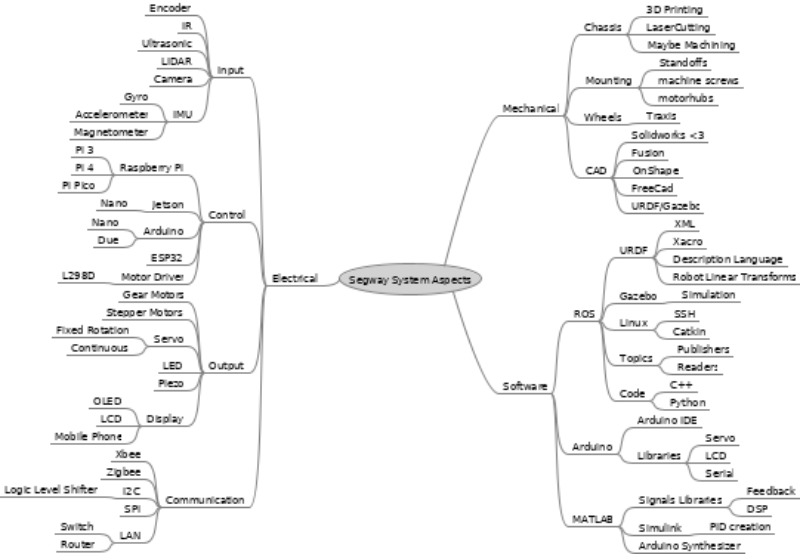 Segway System Aspects
Electrical
Input
Encoder
IR
Ultrasonic
LIDAR
Camera
IMU
Gyro
Accelerometer
Magnetometer
Control
Raspberry Pi
Pi 3
Pi 4
Pi Pico
Jetson
Nano
Arduino
Nano
Due
ESP32
Motor Driver
L298D
Output
Gear Motors
Stepper Motors
Servo
Fixed Rotation
Continuous
LED
Piezo
Display
OLED
LCD
Mobile Phone
Communication
Xbee
Zigbee
I2C
Logic Level Shifter
SPI
LAN
Switch
Router
Mechanical
Chassis
3D Printing
LaserCutting
Maybe Machining
Mounting
Standoffs
machine screws
motorhubs
Wheels
Traxis
CAD
Solidworks <3
Fusion
OnShape
FreeCad
URDF/Gazebo
Software
ROS
URDF
XML
Xacro
Description Language
Robot Linear Transforms
Gazebo
Simulation
Linux
SSH
Catkin
Topics
Publishers
Readers
Code
C++
Python
Arduino
Arduino IDE
Libraries
Servo
LCD
Serial
MATLAB
Signals Libraries
Feedback
DSP
Simulink
PID creation
Arduino Synthesizer